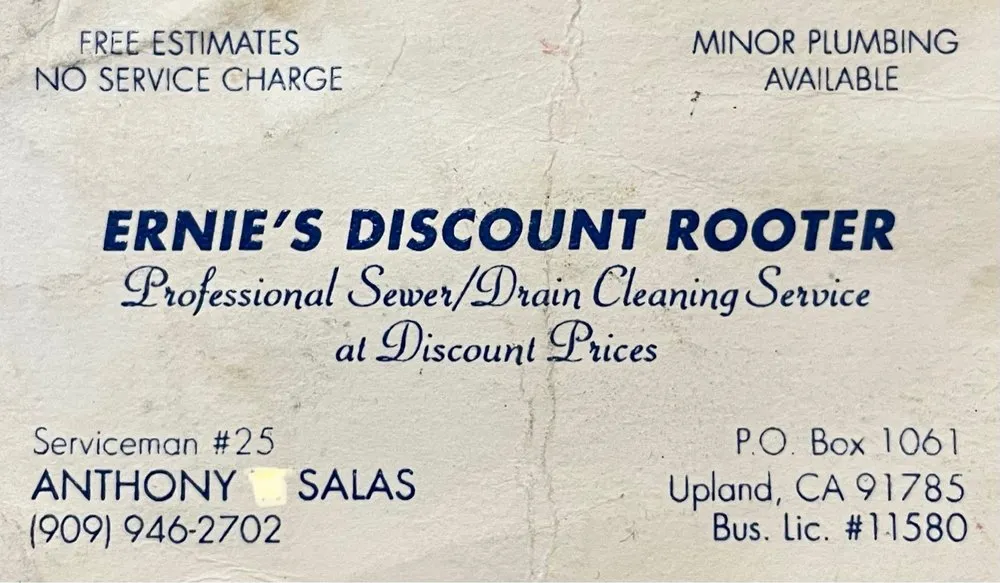 FREE ESTIMATES
NO SERVICE CHARGE
MINOR PLUMBING
AVAILABLE
ERNIE'S DISCOUNT ROOTER
Professional Sewer/Drain Cleaning Service
at Discount Prices
Serviceman #25
ANTHONY SALAS
(909) 946-2702
P.O. Box 1061
Upland, CA 91785
Bus. Lic. #11580